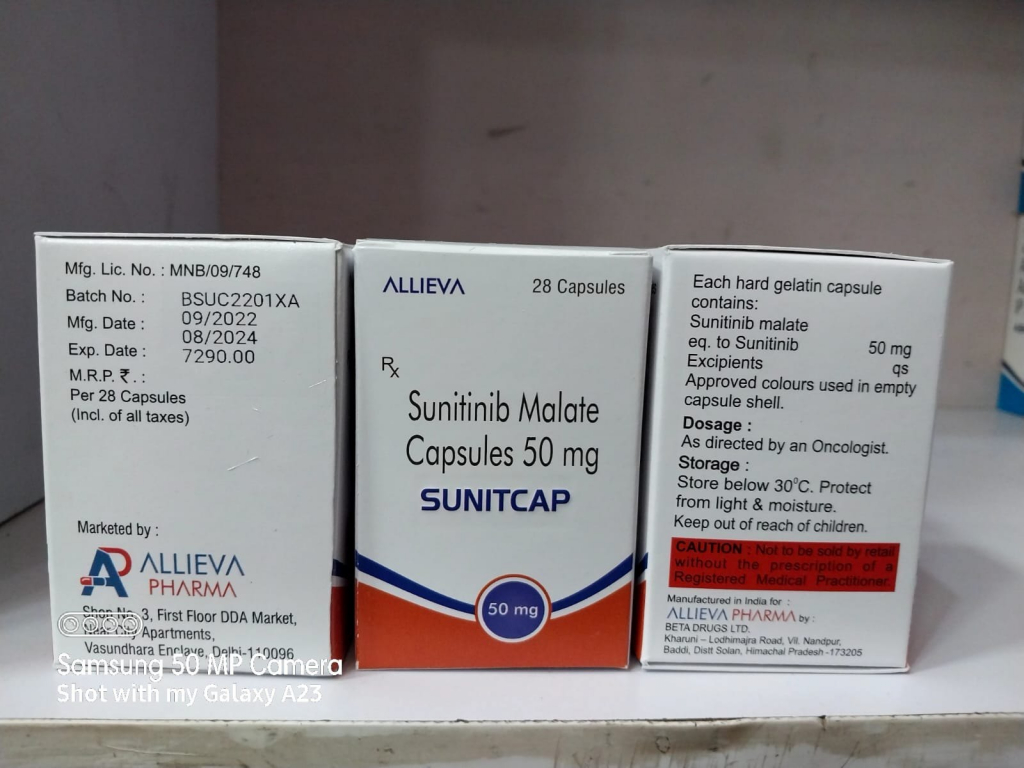 Mfg. Lic. No. : MNB/09/748
Batch No. : BSUC2201XA
Mfg. Date : 09/2022
Exp. Date : 08/2024
M.R.P. ₹. : 7290.00
Per 28 Capsules
(Incl. of all taxes)
Marketed by :
ALLIEVA
PHARMA
Shop No. 3, First Floor DDA Market,
Near City Apartments,
Vasundhara Enclave, Delhi-110096
ALLIEVA 28 Capsules
Rx
Sunitinib Malate
Capsules 50 mg
SUNITCAP
50 mg
Each hard gelatin capsule
contains:
Sunitinib malate
eq. to Sunitinib 50 mg
Excipients qs
Approved colours used in empty
capsule shell.
Dosage :
As directed by an Oncologist.
Storage :
Store below 30°C. Protect
from light & moisture.
Keep out of reach of children.
CAUTION : Not to be sold by retail
without the prescription of a
Registered Medical Practitioner.
Manufactured in India for :
ALLIEVA PHARMA by :
BETA DRUGS LTD.
Kharuni – Lodhimajra Road, Vil. Nandpur,
Baddi, Distt Solan, Himachal Pradesh -173205
Samsung 50 MP Camera
Shot with my Galaxy A23